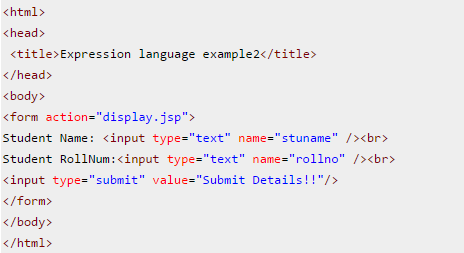 <html>
<head>
 <title>Expression language example2</title>
</head>
<body>
<form action="display.jsp">
Student Name: <input type="text" name="stuname" /><br>
Student RollNum:<input type="text" name="rollno" /><br>
<input type="submit" value="Submit Details!!"/>
</form>
</body>
</html>